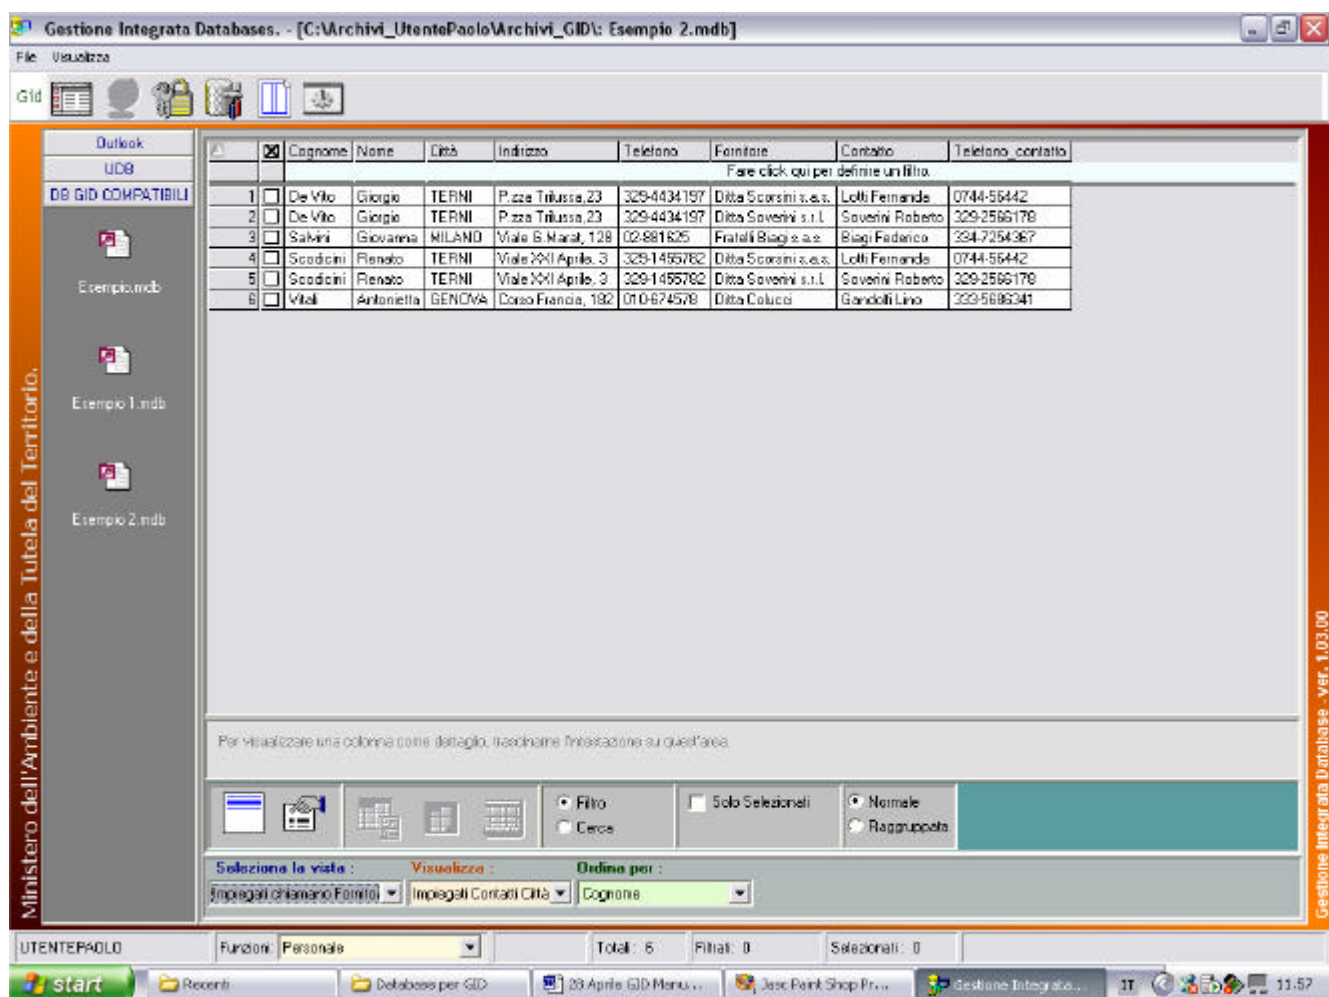 Gestione Integrata Databases. - [C:\Archivi_UtentePaolo\Archivi_GID\: Esempio 2.mdb]
File Visualizza
Gid
Outlook
UDB
DB GID COMPATIBILI
Esempio.mdb
Esempio 1.mdb
Esempio 2.mdb
Ministero dell'Ambiente e della Tutela del Territorio.
Cognome Nome Città Indirizzo Telefono Fornitore Contatto Telefono_contatto
Fare click qui per definire un filtro.
1 De Vito Giorgio TERNI P.zza Trilussa,23 329-4434197 Ditta Scorsini s.a.s. Lotti Fernanda 0744-56442
2 De Vito Giorgio TERNI P.zza Trilussa,23 329-4434197 Ditta Soverini s.r.l. Soverini Roberto 329-2566178
3 Salvini Giovanna MILANO Viale G.Marat, 128 02-881625 Fratelli Biagi s.a.s. Biagi Federico 334-7254367
4 Scodicini Renato TERNI Viale XXI Aprile, 3 329-1455782 Ditta Scorsini s.a.s. Lotti Fernanda 0744-56442
5 Scodicini Renato TERNI Viale XXI Aprile, 3 329-1455782 Ditta Soverini s.r.l. Soverini Roberto 329-2566178
6 Vitali Antonietta GENOVA Corso Francia, 182 010-674578 Ditta Colucci Gandolfi Lino 333-5686341
Per visualizzare una colonna come dettaglio, trascinarne l'intestazione su quest'area.
Filtro
Cerca
Solo Selezionati
Normale
Raggruppata
Seleziona la vista : Visualizza : Ordina per :
Impiegati chiamano Fornitoi Impiegati Contatti Città Cognome
Gestione Integrata Database - ver. 1.03.00
UTENTEPAOLO Funzioni: Personale Totali : 6 Filtrati : 0 Selezionati : 0
start Recenti Database per GID 28 Aprile GID Manu... Jasc Paint Shop Pr... Gestione Integrata... IT 11.57